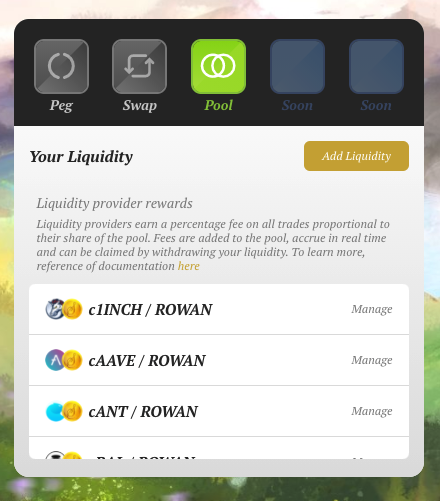 Peg Swap Pool Soon Soon
Your Liquidity Add Liquidity
Liquidity provider rewards
Liquidity providers earn a percentage fee on all trades proportional to
their share of the pool. Fees are added to the pool, accrue in real time
and can be claimed by withdrawing your liquidity. To learn more,
reference of documentation here
c1INCH / ROWAN Manage
cAAVE / ROWAN Manage
cANT / ROWAN Manage